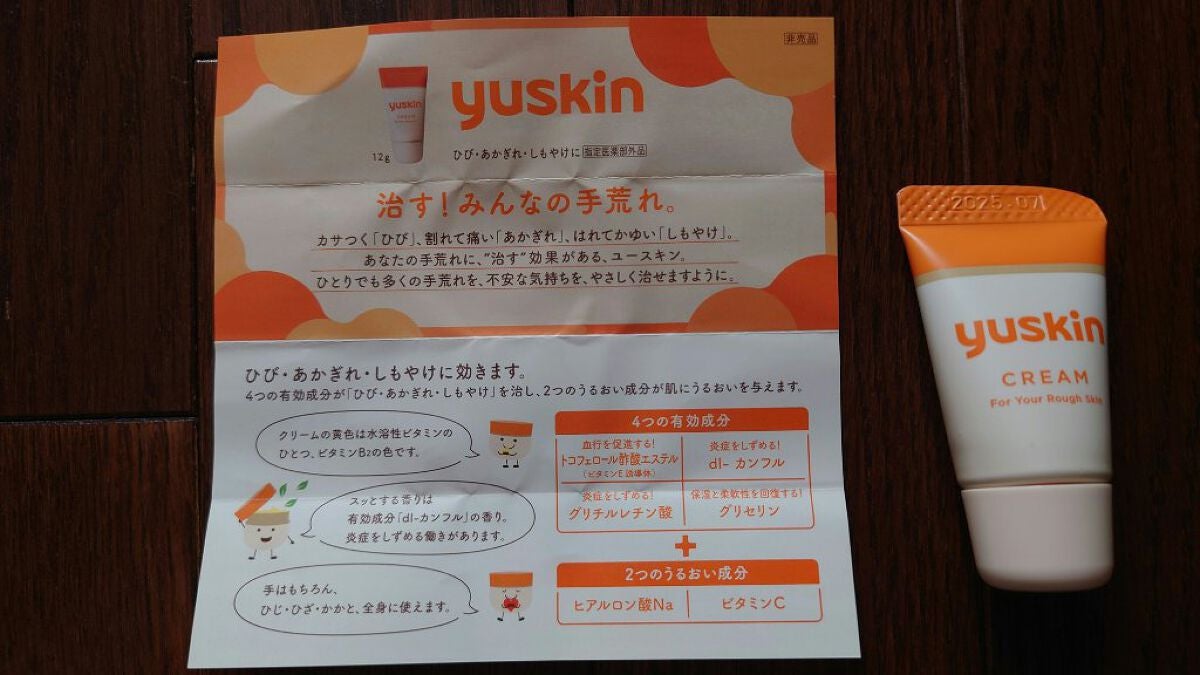 非売品
yuskin
CREAM
yuskin
12g
ひび・あかぎれ・しもやけに 指定医薬部外品
治す!みんなの手荒れ。
カサつく「ひび」、割れて痛い「あかぎれ」、はれてかゆい「しもやけ」。
あなたの手荒れに、"治す"効果がある、ユースキン。
ひとりでも多くの手荒れを、不安な気持ちを、やさしく治せますように。
ひび・あかぎれ・しもやけに効きます。
4つの有効成分が「ひび・あかぎれ・しもやけ」を治し、2つのうるおい成分が肌にうるおいを与えます。
クリームの黄色は水溶性ビタミンの
ひとつ、ビタミンB2の色です。
スッとする香りは
有効成分「dl-カンフル」の香り。
炎症をしずめる働きがあります。
手はもちろん、
ひじ・ひざ・かかと、全身に使えます。
4つの有効成分
血行を促進する!
トコフェロール酢酸エステル
(ビタミンE誘導体)
炎症をしずめる!
dl- カンフル
炎症をしずめる!
グリチルレチン酸
保湿と柔軟性を回復する!
グリセリン
+
2つのうるおい成分
ヒアルロン酸Na
ビタミンC
2025.07
yuskin
CREAM
For Your Rough Skin